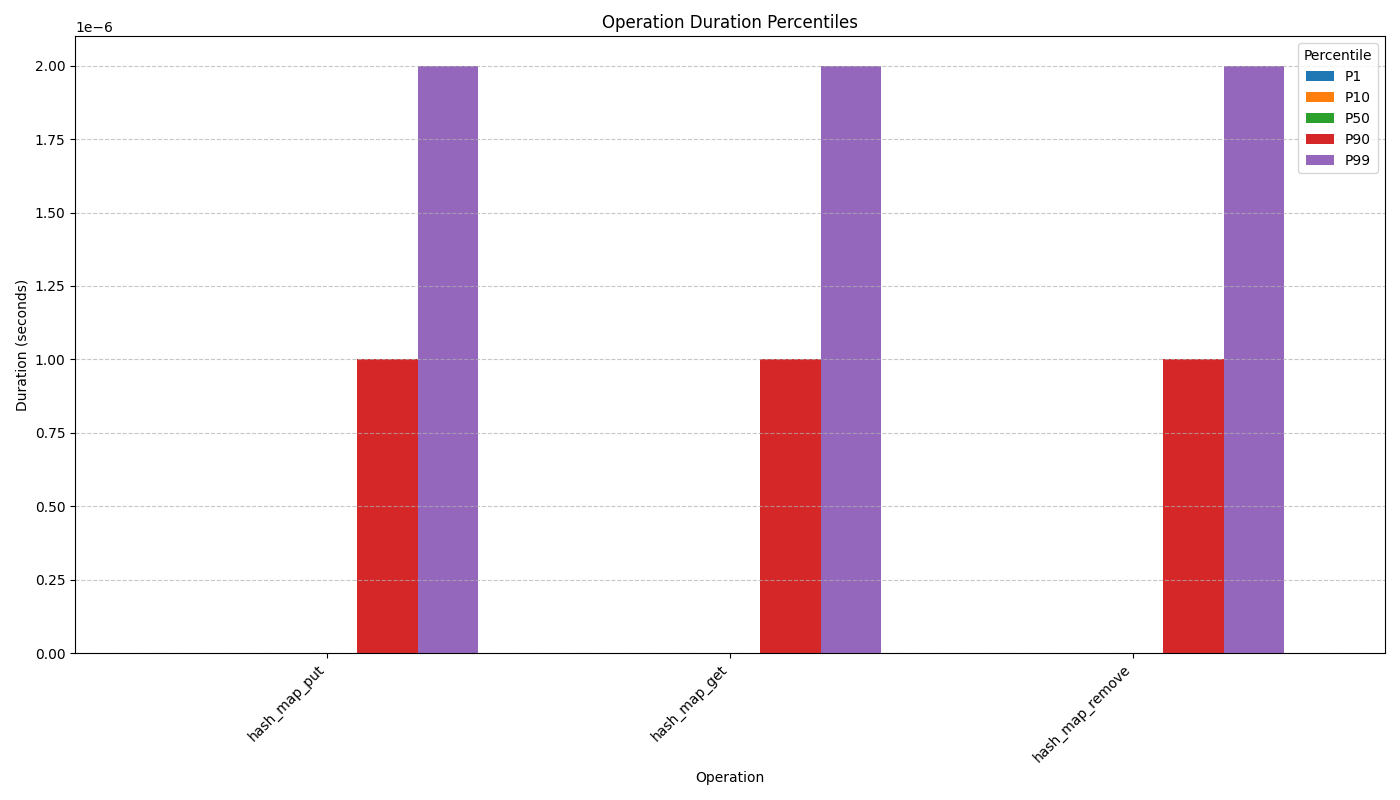 Operation Duration Percentiles
1e−6
2.00
1.75
1.50
1.25
1.00
0.75
0.50
0.25
0.00
Duration (seconds)
Percentile
P1
P10
P50
P90
P99
hash_map_put
hash_map_get
hash_map_remove
Operation